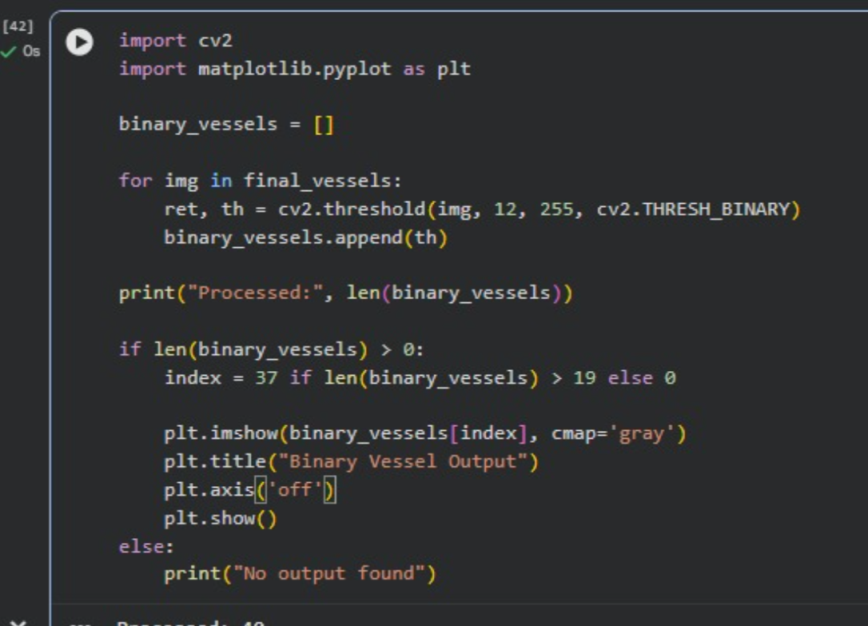 [42]
0s
import cv2
import matplotlib.pyplot as plt
binary_vessels = []
for img in final_vessels:
ret, th = cv2.threshold(img, 12, 255, cv2.THRESH_BINARY)
binary_vessels.append(th)
print("Processed:", len(binary_vessels))
if len(binary_vessels) > 0:
index = 37 if len(binary_vessels) > 19 else 0
plt.imshow(binary_vessels[index], cmap='gray')
plt.title("Binary Vessel Output")
plt.axis('off')
plt.show()
else:
print("No output found")
Processed: